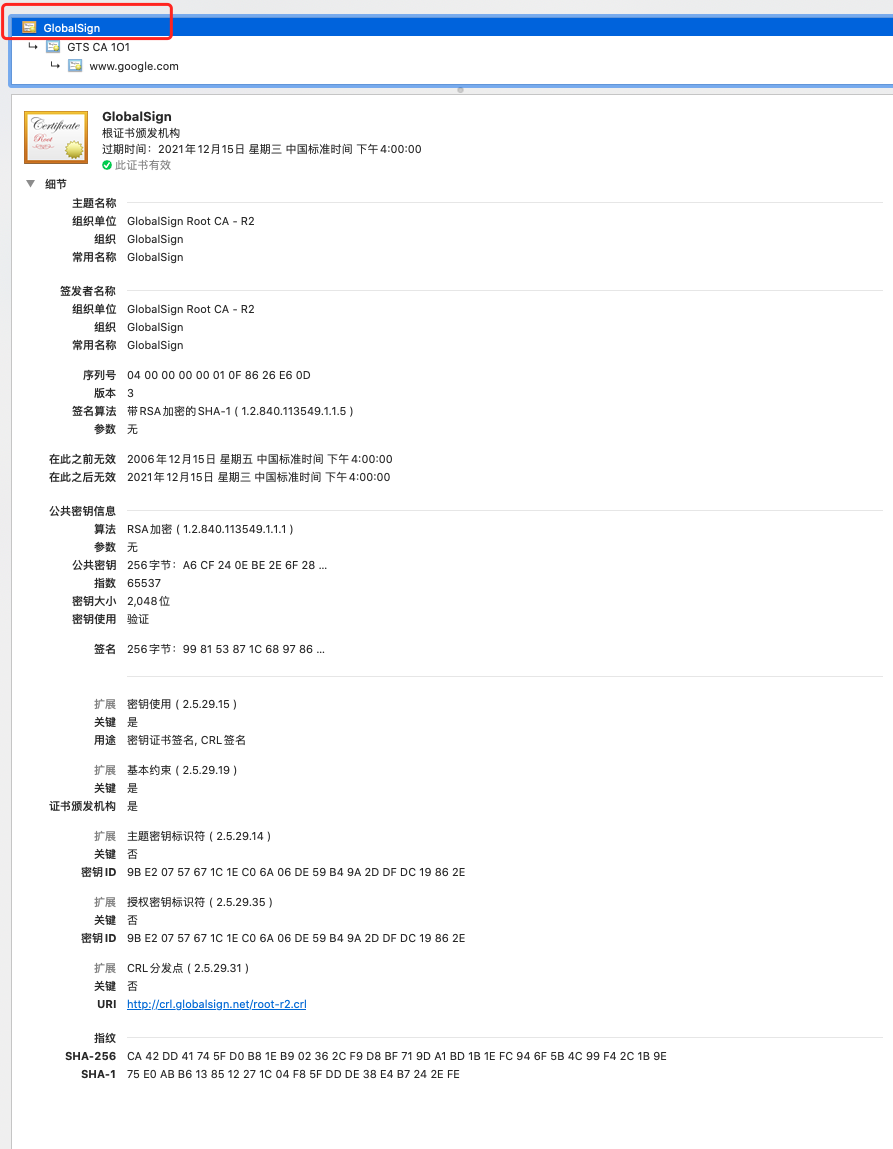 GlobalSign
GTS CA 1O1
www.google.com
Certificate
Root
GlobalSign
根证书颁发机构
过期时间：2021年12月15日 星期三 中国标准时间 下午4:00:00
此证书有效
细节
主题名称
组织单位 GlobalSign Root CA - R2
组织 GlobalSign
常用名称 GlobalSign
签发者名称
组织单位 GlobalSign Root CA - R2
组织 GlobalSign
常用名称 GlobalSign
序列号 04 00 00 00 00 01 0F 86 26 E6 0D
版本 3
签名算法 带RSA加密的SHA-1 ( 1.2.840.113549.1.1.5 )
参数 无
在此之前无效 2006年12月15日 星期五 中国标准时间 下午4:00:00
在此之后无效 2021年12月15日 星期三 中国标准时间 下午4:00:00
公共密钥信息
算法 RSA加密 ( 1.2.840.113549.1.1.1 )
参数 无
公共密钥 256字节：A6 CF 24 0E BE 2E 6F 28 ...
指数 65537
密钥大小 2,048位
密钥使用 验证
签名 256字节：99 81 53 87 1C 68 97 86 ...
扩展 密钥使用 ( 2.5.29.15 )
关键 是
用途 密钥证书签名, CRL签名
扩展 基本约束 ( 2.5.29.19 )
关键 是
证书颁发机构 是
扩展 主题密钥标识符 ( 2.5.29.14 )
关键 否
密钥ID 9B E2 07 57 67 1C 1E C0 6A 06 DE 59 B4 9A 2D DF DC 19 86 2E
扩展 授权密钥标识符 ( 2.5.29.35 )
关键 否
密钥ID 9B E2 07 57 67 1C 1E C0 6A 06 DE 59 B4 9A 2D DF DC 19 86 2E
扩展 CRL分发点 ( 2.5.29.31 )
关键 否
URI http://crl.globalsign.net/root-r2.crl
指纹
SHA-256 CA 42 DD 41 74 5F D0 B8 1E B9 02 36 2C F9 D8 BF 71 9D A1 BD 1B 1E FC 94 6F 5B 4C 99 F4 2C 1B 9E
SHA-1 75 E0 AB B6 13 85 12 27 1C 04 F8 5F DD DE 38 E4 B7 24 2E FE